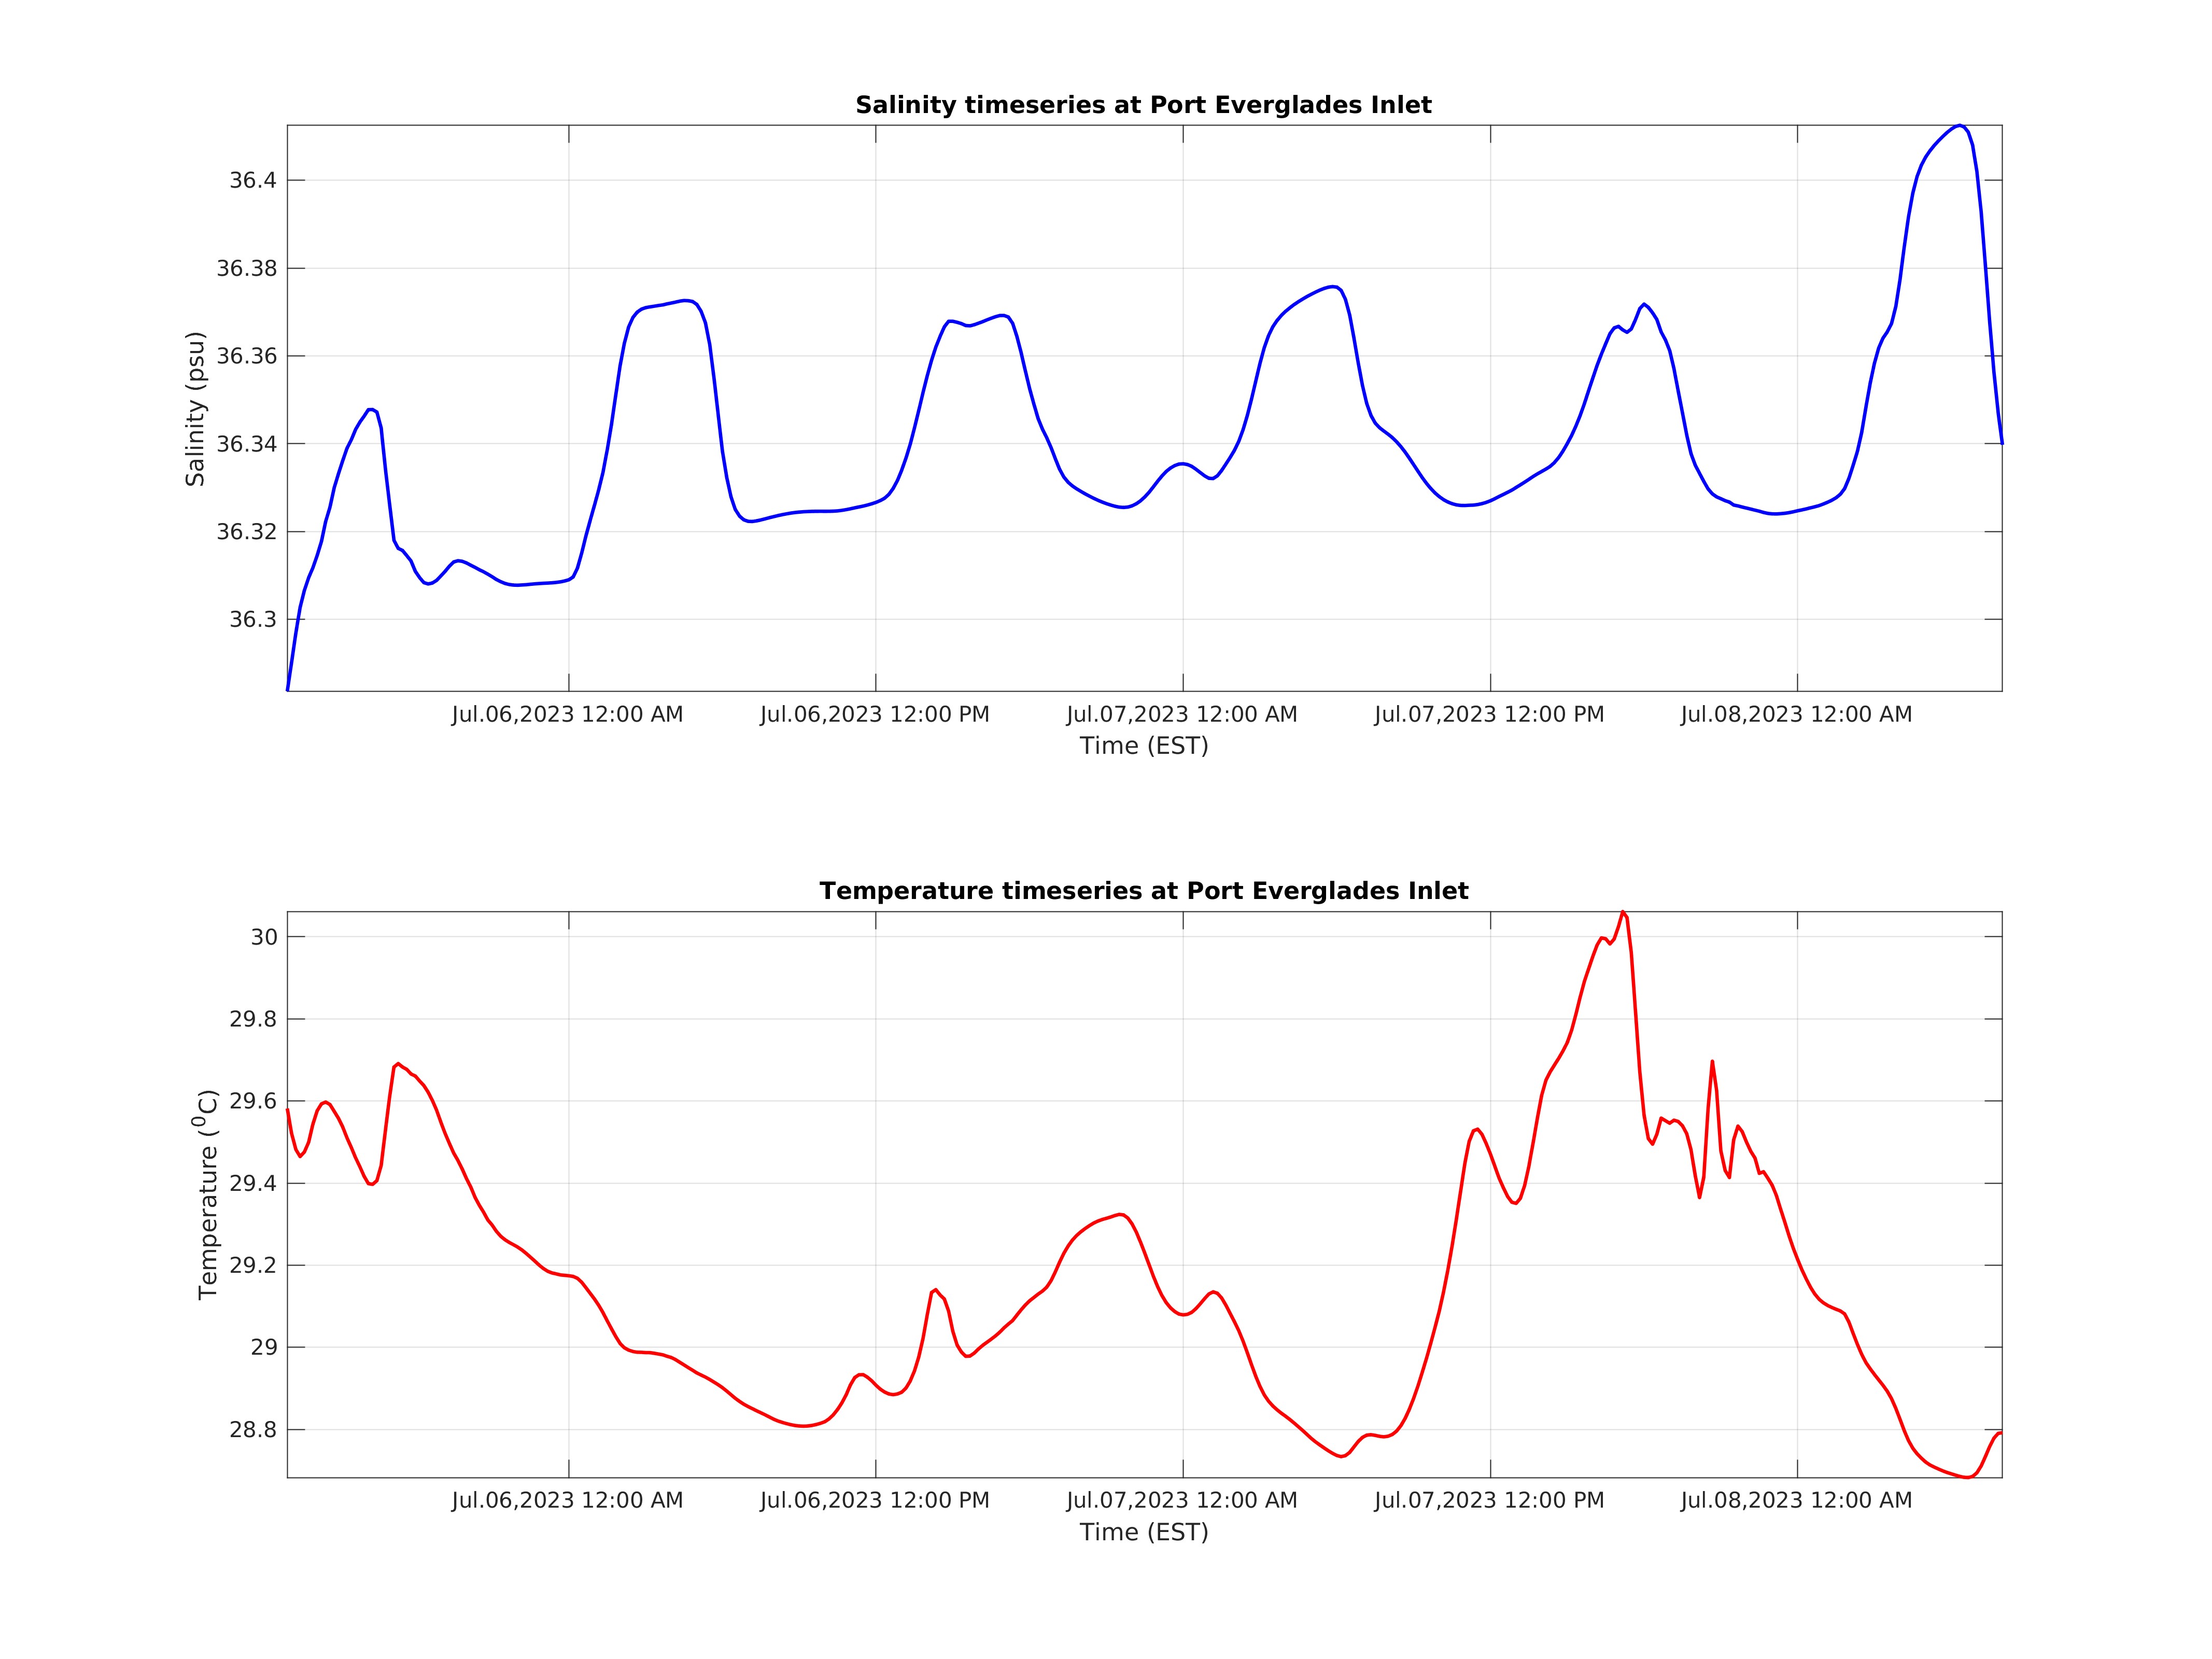 Salinity timeseries at Port Everglades Inlet
36.4
36.38
36.36
36.34
36.32
36.3
Salinity (psu)
Jul.06,2023 12:00 AM
Jul.06,2023 12:00 PM
Jul.07,2023 12:00 AM
Jul.07,2023 12:00 PM
Jul.08,2023 12:00 AM
Time (EST)
Temperature timeseries at Port Everglades Inlet
30
29.8
29.6
29.4
29.2
29
28.8
Temperature (⁰C)
Jul.06,2023 12:00 AM
Jul.06,2023 12:00 PM
Jul.07,2023 12:00 AM
Jul.07,2023 12:00 PM
Jul.08,2023 12:00 AM
Time (EST)